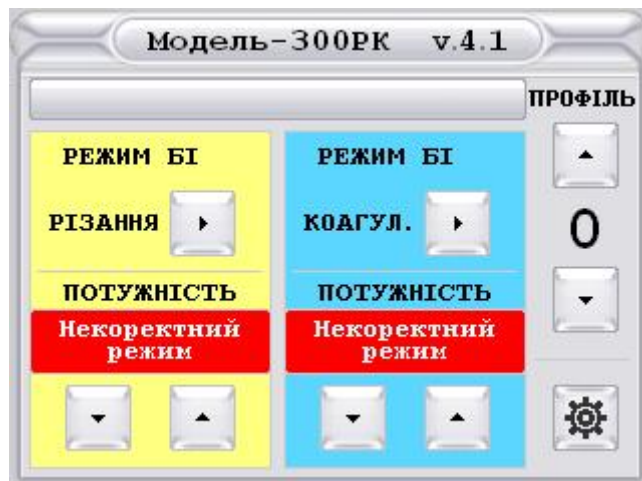 Модель-300РК v.4.1
ПРОФІЛЬ
РЕЖИМ БІ
РІЗАННЯ
ПОТУЖНІСТЬ
Некоректний
режим
РЕЖИМ БІ
КОАГУЛ.
ПОТУЖНІСТЬ
Некоректний
режим
0